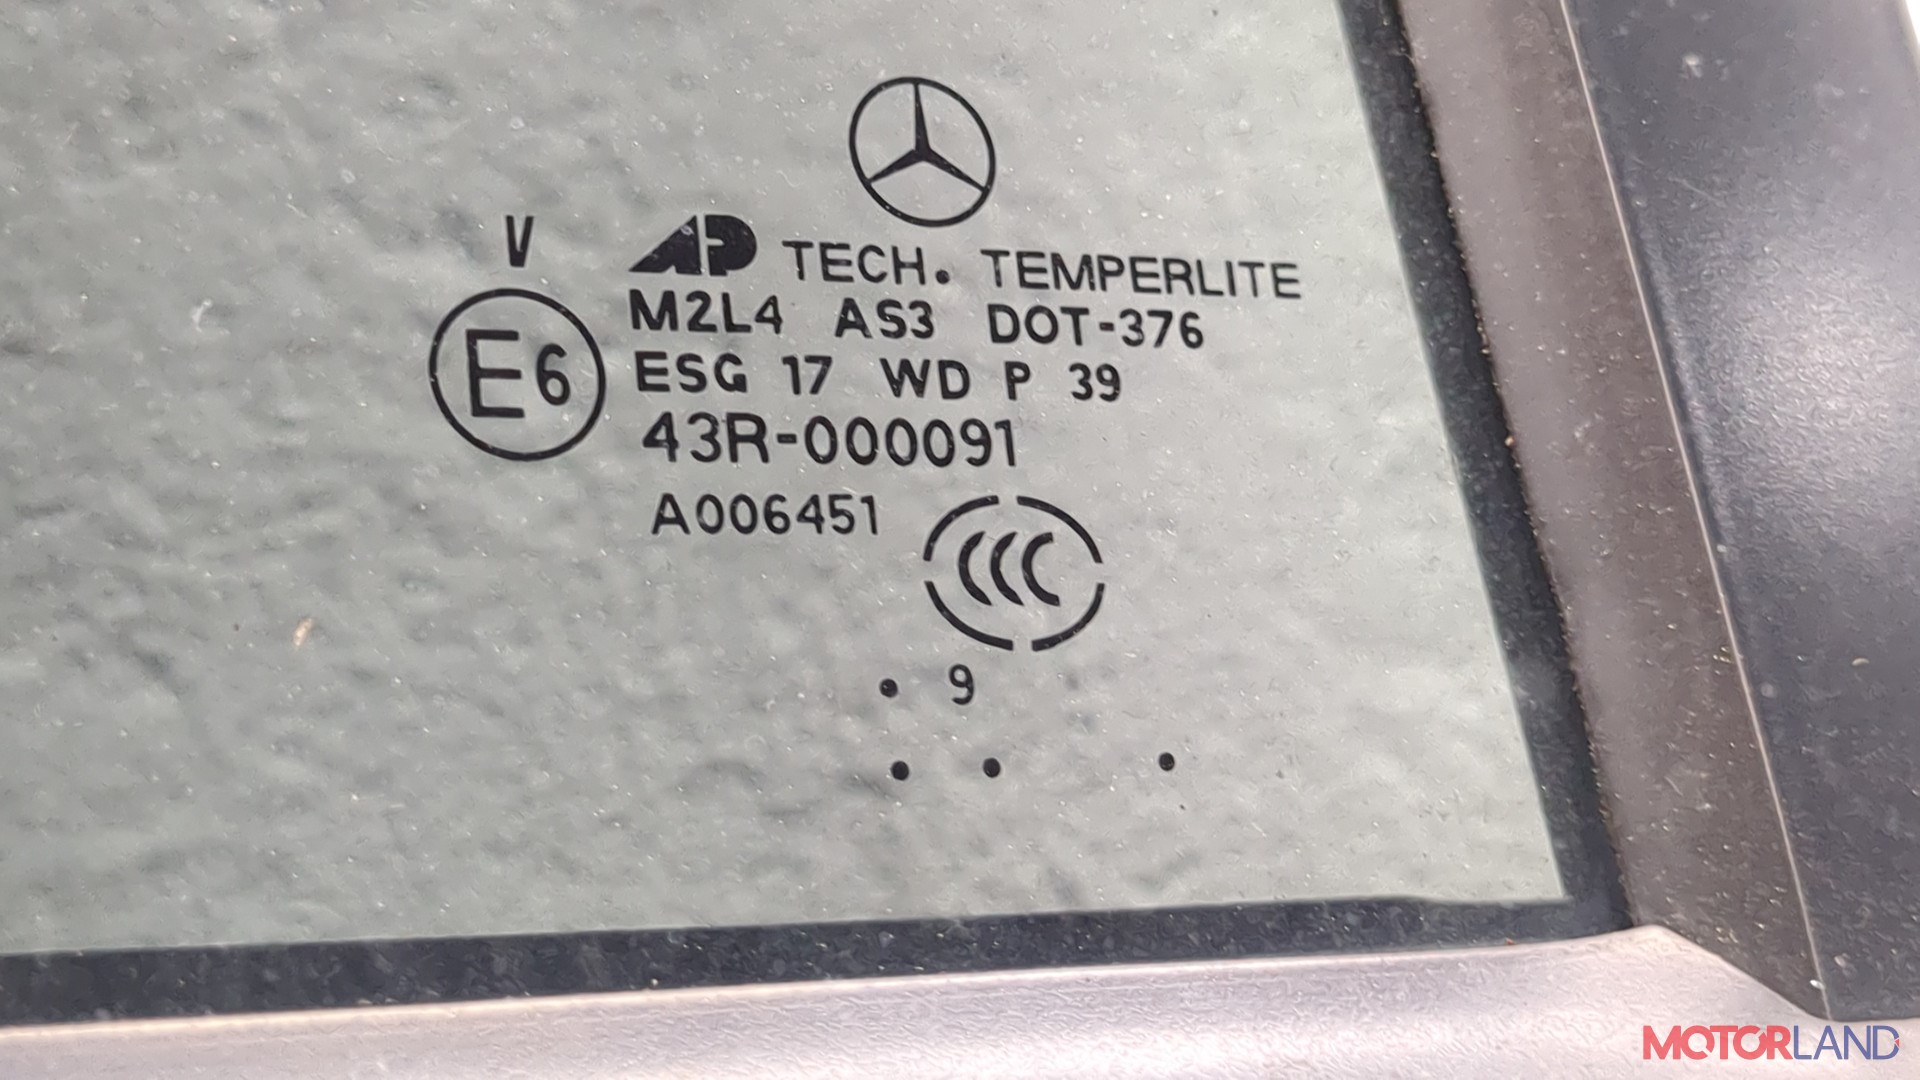 V AP TECH. TEMPERLITE
M2L4 AS3 DOT-376
E6 ESG 17 WD P 39
43R-000091
A006451
CCC
. 9
. . .
MOTORLAND